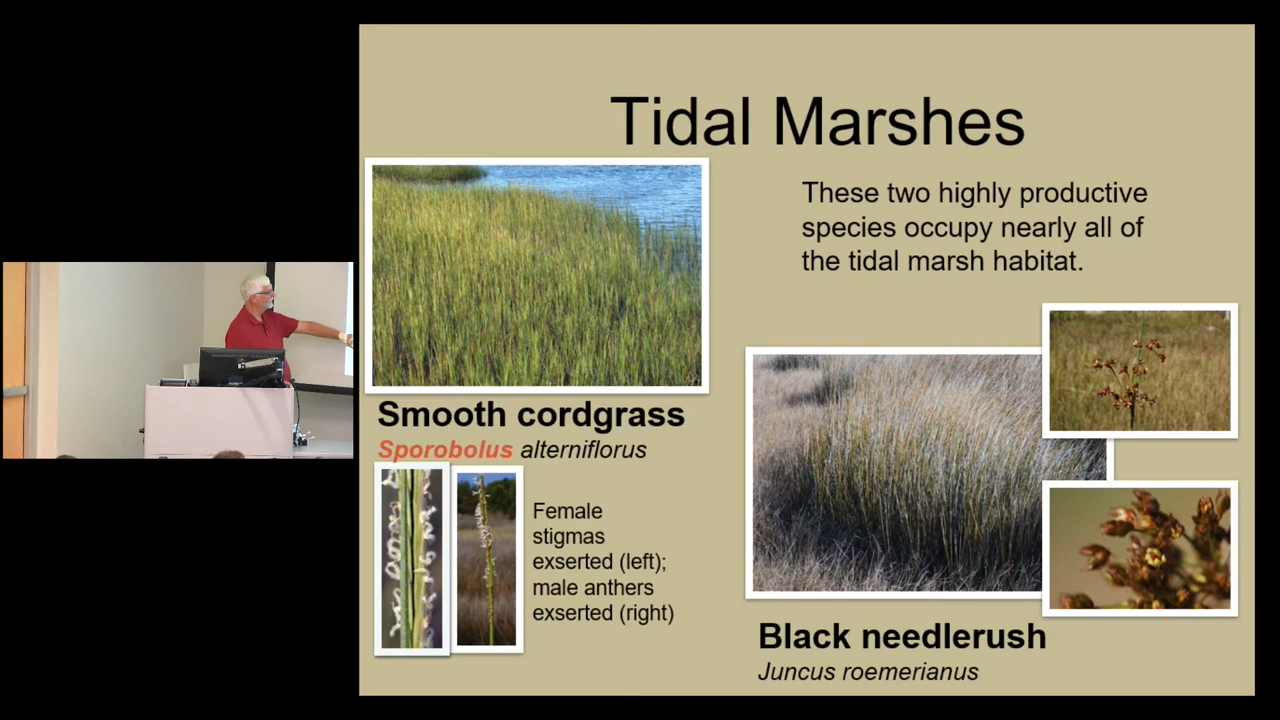 Tidal Marshes
These two highly productive
species occupy nearly all of
the tidal marsh habitat.
Smooth cordgrass
Sporobolus alterniflorus
Female
stigmas
exserted (left);
male anthers
exserted (right)
Black needlerush
Juncus roemerianus